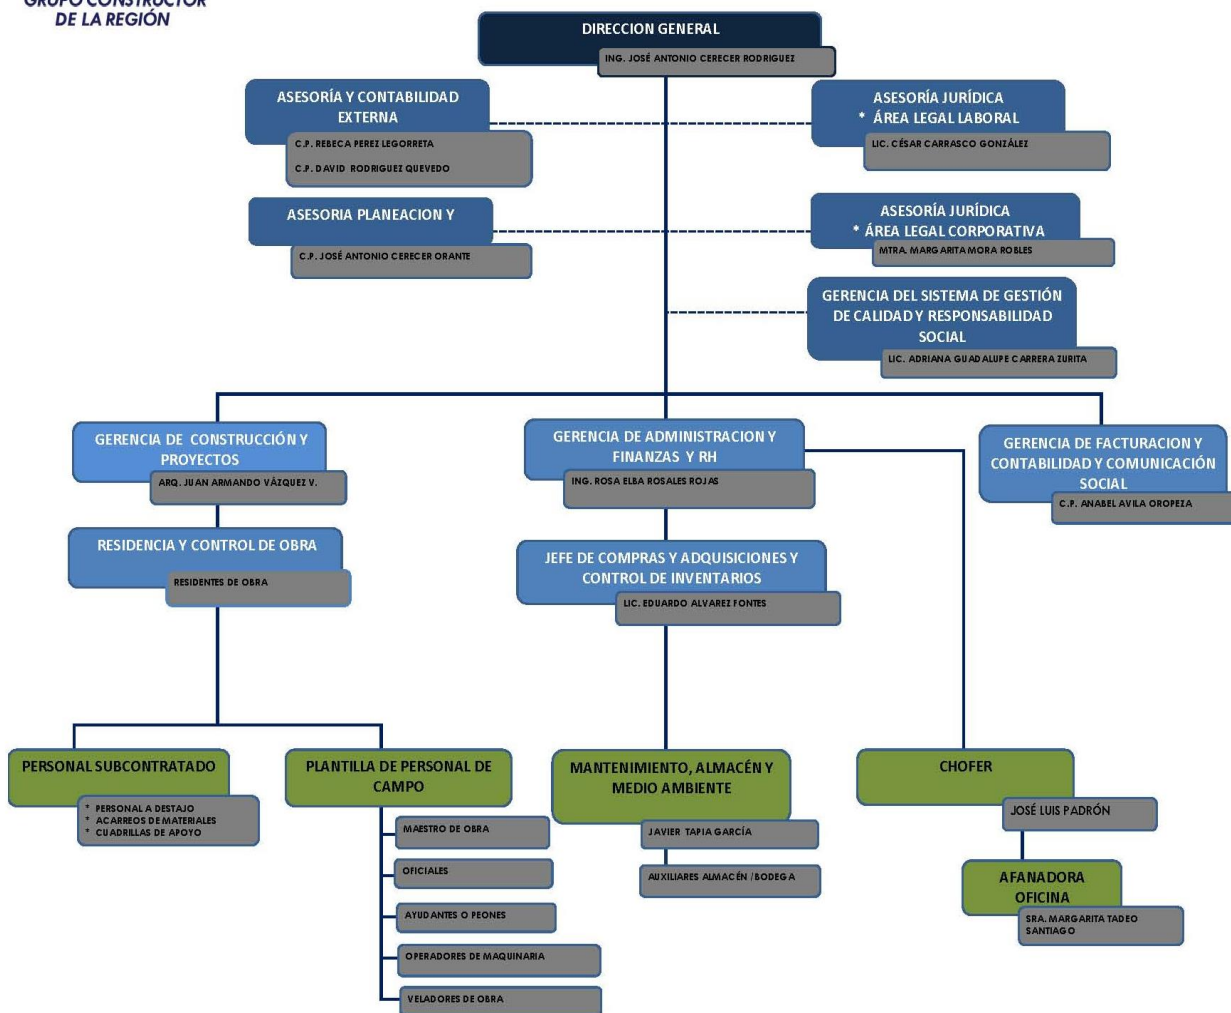 GRUPO CONSTRUCTOR
DE LA REGIÓN
DIRECCION GENERAL
ING. JOSÉ ANTONIO CERECER RODRIGUEZ
ASESORÍA Y CONTABILIDAD
EXTERNA
C.P. REBECA PEREZ LEGORRETA
C.P. DAVID RODRIGUEZ QUEVEDO
ASESORÍA JURÍDICA
* ÁREA LEGAL LABORAL
LIC. CÉSAR CARRASCO GONZÁLEZ
ASESORIA PLANEACION Y
C.P. JOSÉ ANTONIO CERECER ORANTE
ASESORÍA JURÍDICA
* ÁREA LEGAL CORPORATIVA
MTRA. MARGARITA MORA ROBLES
GERENCIA DEL SISTEMA DE GESTIÓN
DE CALIDAD Y RESPONSABILIDAD
SOCIAL
LIC. ADRIANA GUADALUPE CARRERA ZURITA
GERENCIA DE CONSTRUCCIÓN Y
PROYECTOS
ARQ. JUAN ARMANDO VÁZQUEZ V.
GERENCIA DE ADMINISTRACION Y
FINANZAS Y RH
ING. ROSA ELBA ROSALES ROJAS
GERENCIA DE FACTURACION Y
CONTABILIDAD Y COMUNICACIÓN
SOCIAL
C.P. ANABEL AVILA OROPEZA
RESIDENCIA Y CONTROL DE OBRA
RESIDENTES DE OBRA
JEFE DE COMPRAS Y ADQUISICIONES Y
CONTROL DE INVENTARIOS
LIC. EDUARDO ALVAREZ FONTES
PERSONAL SUBCONTRATADO
* PERSONAL A DESTAJO
* ACARREOS DE MATERIALES
* CUADRILLAS DE APOYO
PLANTILLA DE PERSONAL DE
CAMPO
MAESTRO DE OBRA
OFICIALES
AYUDANTES O PEONES
OPERADORES DE MAQUINARIA
VELADORES DE OBRA
MANTENIMIENTO, ALMACÉN Y
MEDIO AMBIENTE
JAVIER TAPIA GARCÍA
AUXILIARES ALMACÉN /BODEGA
CHOFER
JOSÉ LUIS PADRÓN
AFANADORA
OFICINA
SRA. MARGARITA TADEO
SANTIAGO